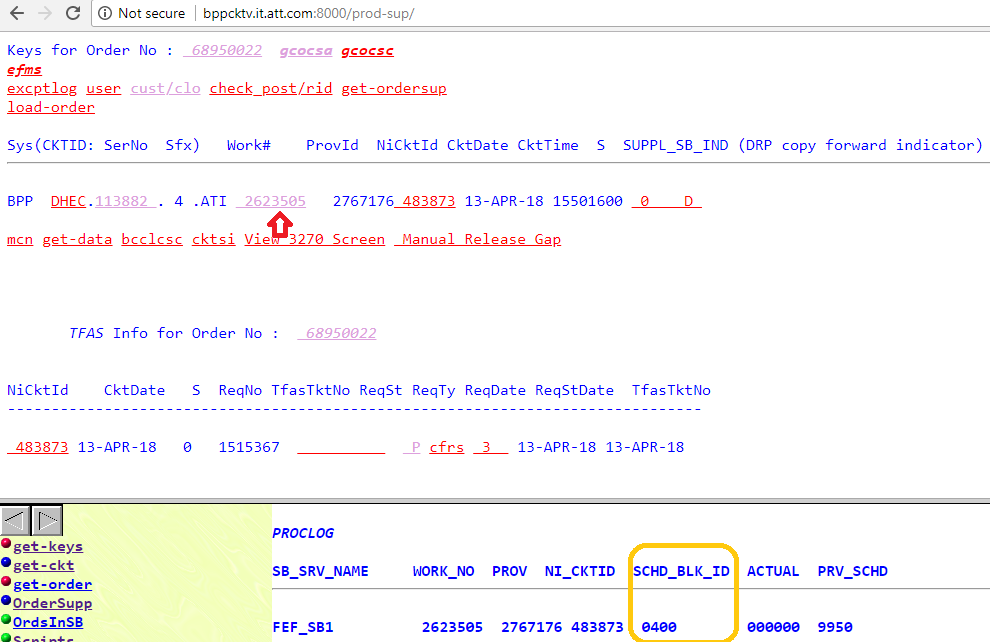 Not secure | bppcktv.it.att.com:8000/prod-sup/
Keys for Order No : 68950022 gcocsa gcocsc
efms
excptlog user cust/clo check post/rid get-ordersup
load-order
Sys(CKTID: SerNo Sfx) Work# ProvId NiCktId CktDate CktTime S SUPPL_SB_IND (DRP copy forward indicator)
BPP DHEC.113882 . 4 .ATI 2623505 2767176 483873 13-APR-18 15501600 0 D
mcn get-data bcclcsc cktsi View 3270 Screen Manual Release Gap
TFAS Info for Order No : 68950022
NiCktId CktDate S ReqNo TfasTktNo ReqSt ReqTy ReqDate ReqStDate TfasTktNo
-------------------------------------------------------------------------------
483873 13-APR-18 0 1515367 P cfrs 3 13-APR-18 13-APR-18
get-keys
get-ckt
get-order
OrderSupp
OrdsInSB
Scripts
PROCLOG
SB_SRV_NAME WORK_NO PROV NI_CKTID SCHD_BLK_ID ACTUAL PRV_SCHD
FEF_SB1 2623505 2767176 483873 0400 000000 9950